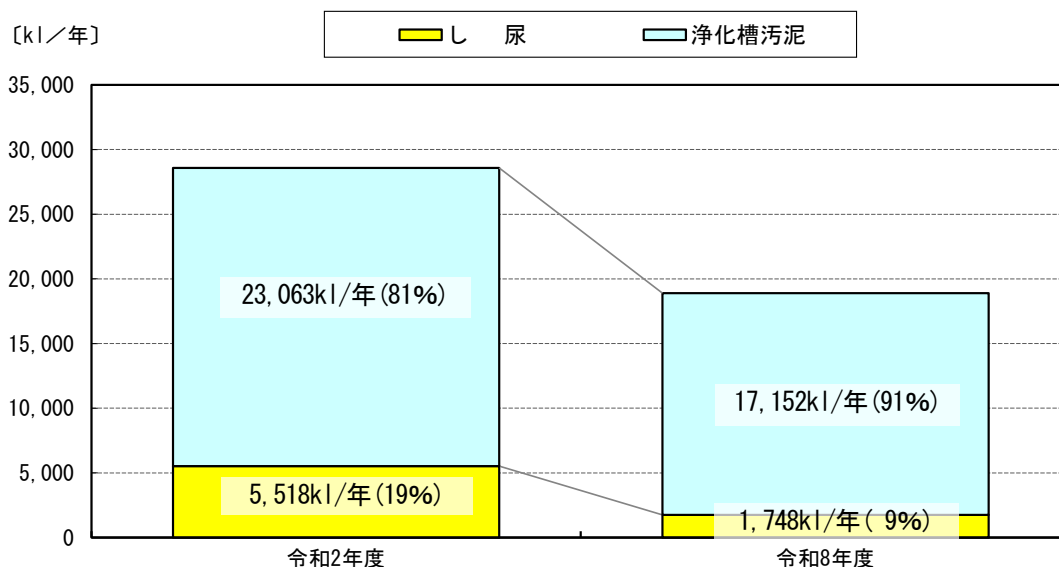 〔kl／年〕
し 尿
浄化槽汚泥
35,000
30,000
25,000
20,000
15,000
10,000
5,000
0
23,063kl/年(81%)
5,518kl/年(19%)
17,152kl/年(91%)
1,748kl/年( 9%)
令和2年度
令和8年度